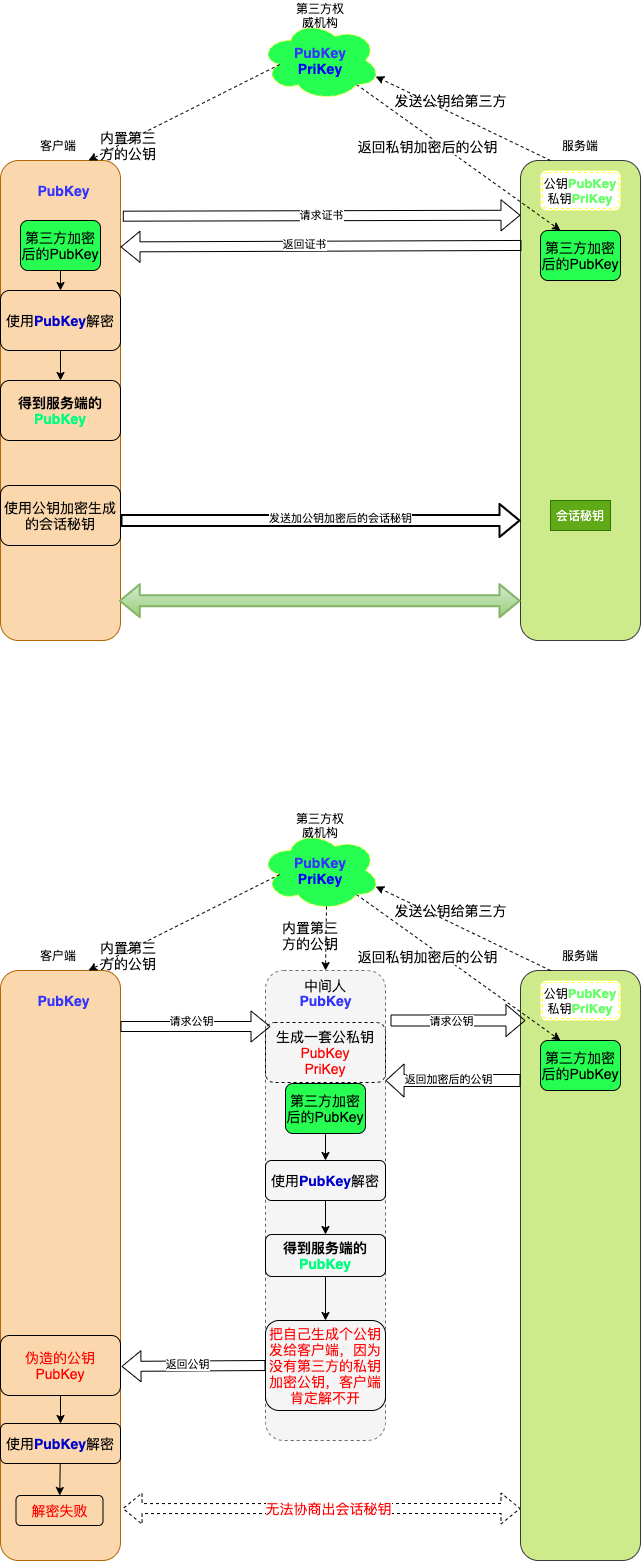 第三方权
威机构
PubKey
PriKey
发送公钥给第三方
内置第三
方的公钥
返回私钥加密后的公钥
客户端
服务端
PubKey
公钥PubKey
私钥PriKey
请求证书
第三方加密
后的PubKey
返回证书
第三方加密
后的PubKey
使用PubKey解密
得到服务端的
PubKey
使用公钥加密生成
的会话秘钥
发送加公钥加密后的会话秘钥
会话秘钥
第三方权
威机构
PubKey
PriKey
发送公钥给第三方
内置第三
方的公钥
内置第三
方的公钥
返回私钥加密后的公钥
客户端
服务端
PubKey
中间人
PubKey
公钥PubKey
私钥PriKey
请求公钥
请求公钥
生成一套公私钥
PubKey
PriKey
第三方加密
后的PubKey
返回加密后的公钥
第三方加密
后的PubKey
使用PubKey解密
得到服务端的
PubKey
把自己生成个公钥
发给客户端，因为
没有第三方的私钥
加密公钥，客户端
肯定解不开
返回公钥
伪造的公钥
PubKey
使用PubKey解密
解密失败
无法协商出会话秘钥